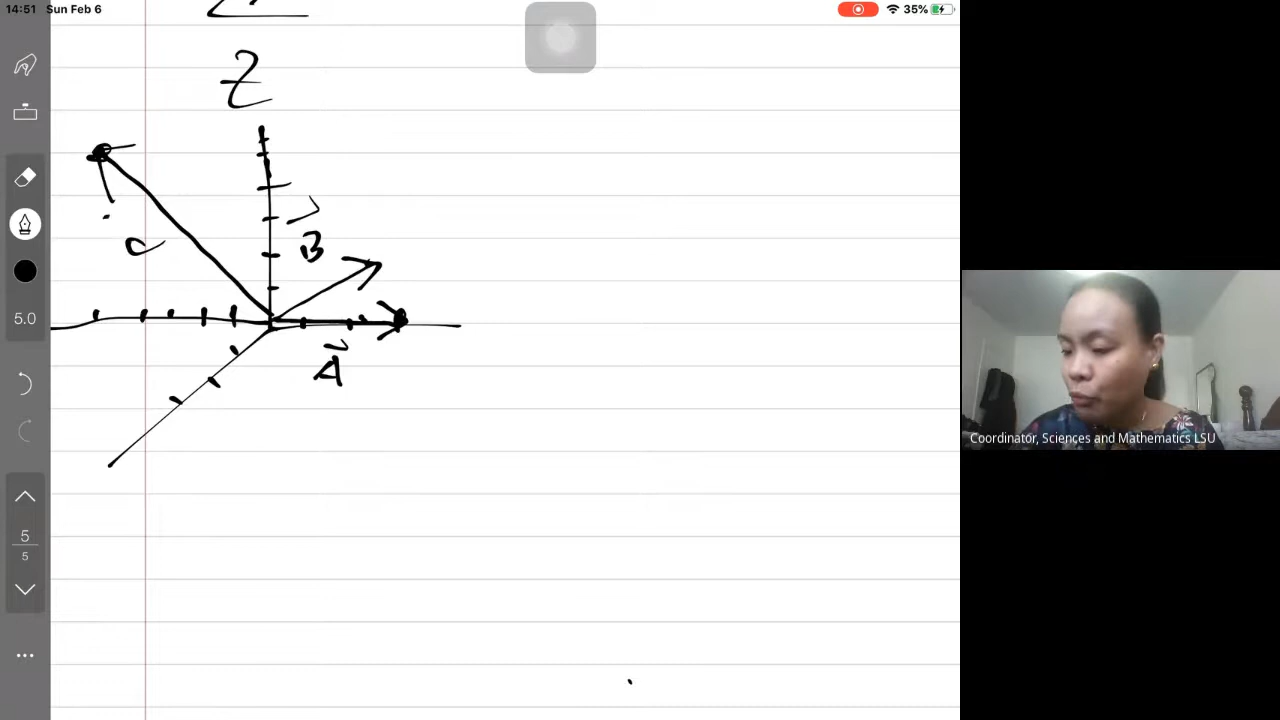 14:51 Sun Feb 6 35%
Z
B
C
A
5.0
5
5
Coordinator, Sciences and Mathematics LSU